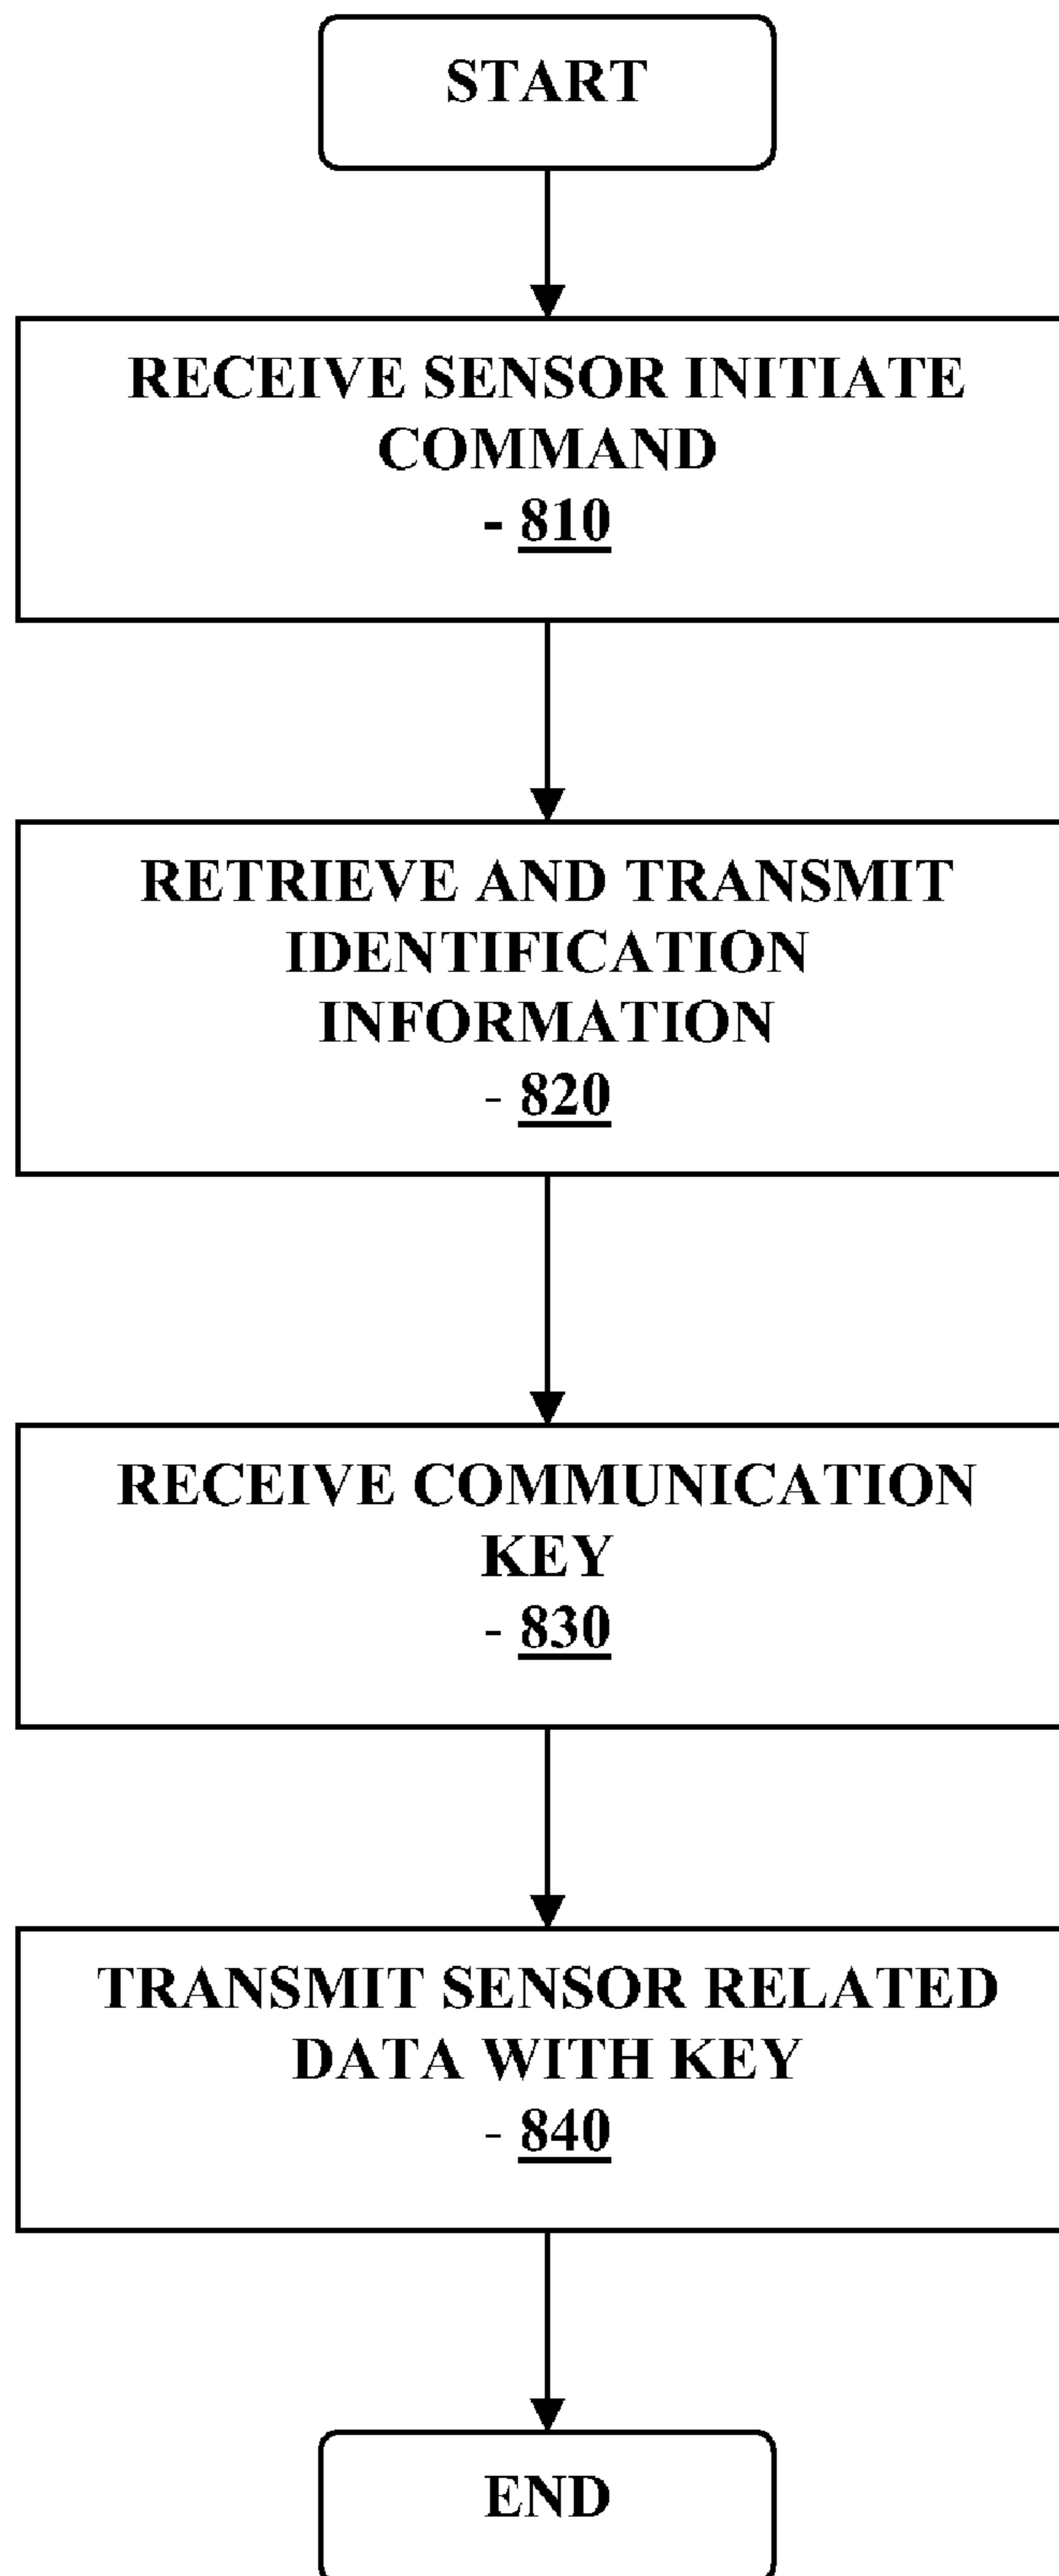 START
RECEIVE SENSOR INITIATE
COMMAND
- 810
RETRIEVE AND TRANSMIT
IDENTIFICATION
INFORMATION
- 820
RECEIVE COMMUNICATION
KEY
- 830
TRANSMIT SENSOR RELATED
DATA WITH KEY
- 840
END